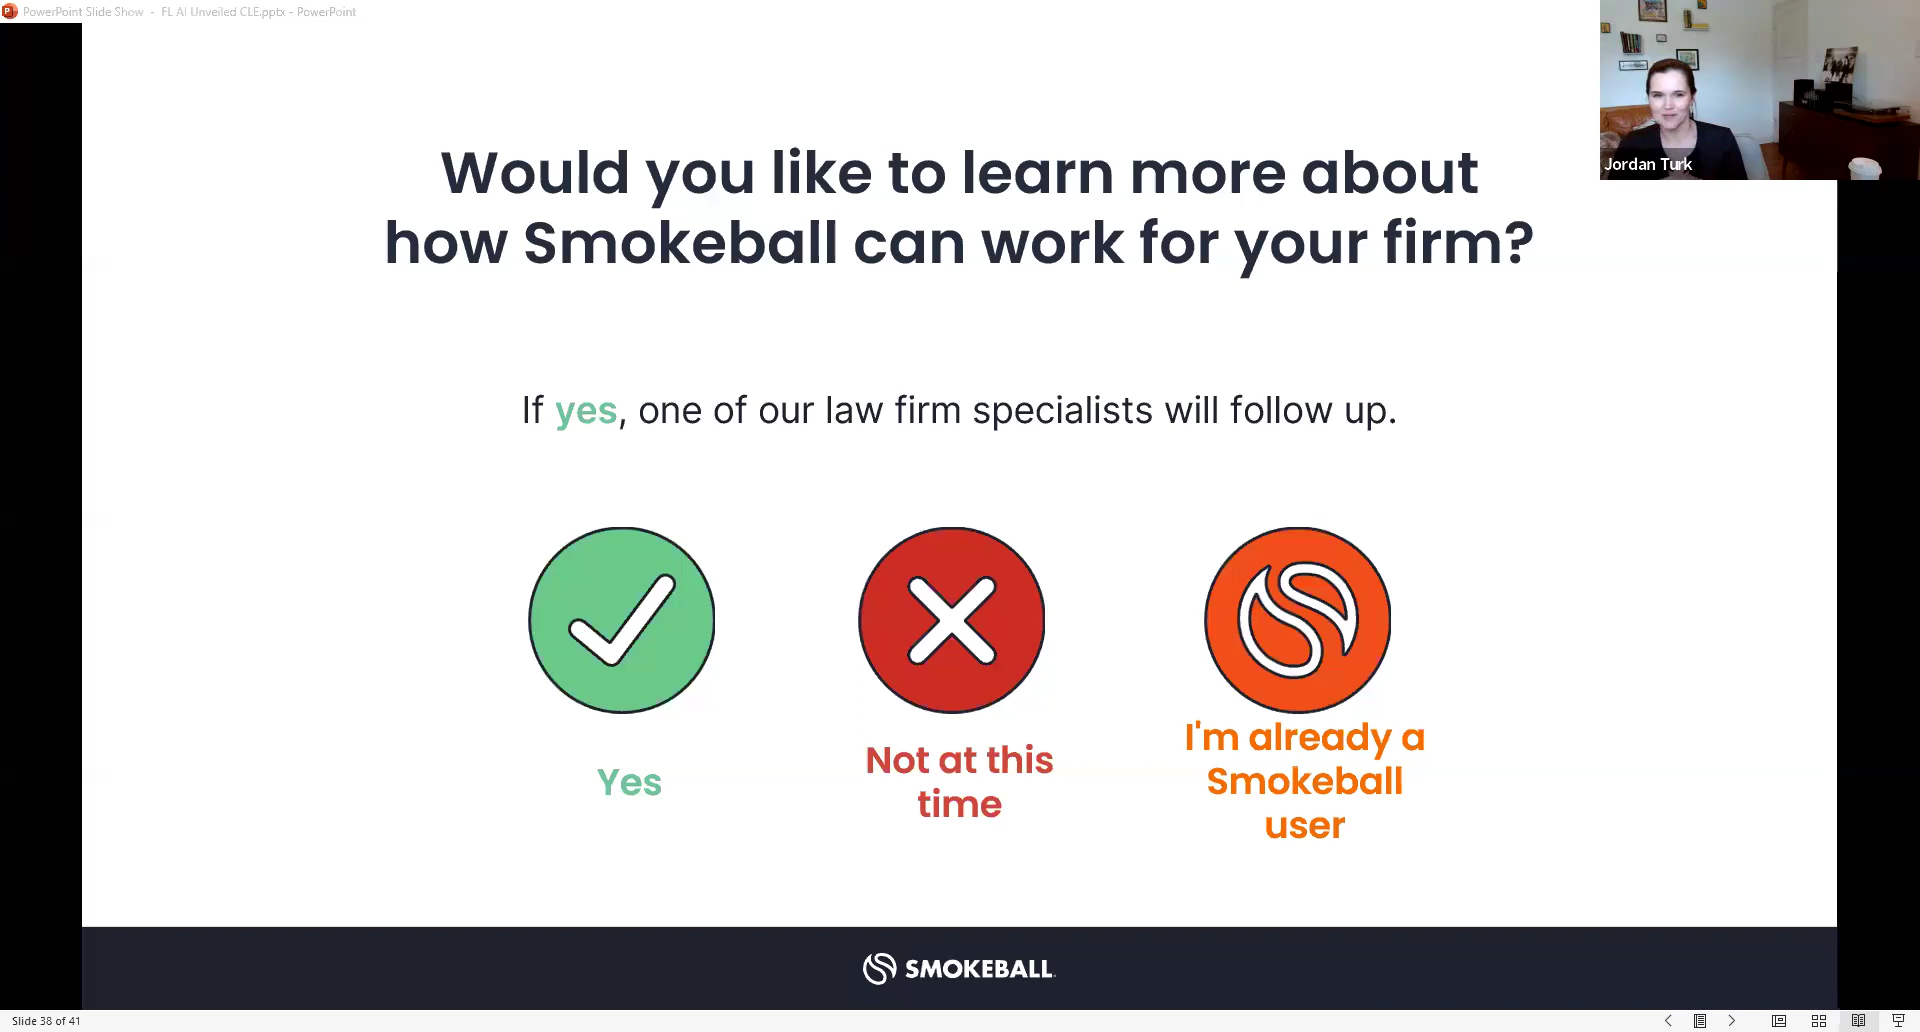 PowerPoint Slide Show - FL AI Unveiled CLE.pptx - PowerPoint
Jordan Turk
Would you like to learn more about
how Smokeball can work for your firm?
If yes, one of our law firm specialists will follow up.
Yes
Not at this
time
I'm already a
Smokeball
user
SMOKEBALL
Slide 38 of 41